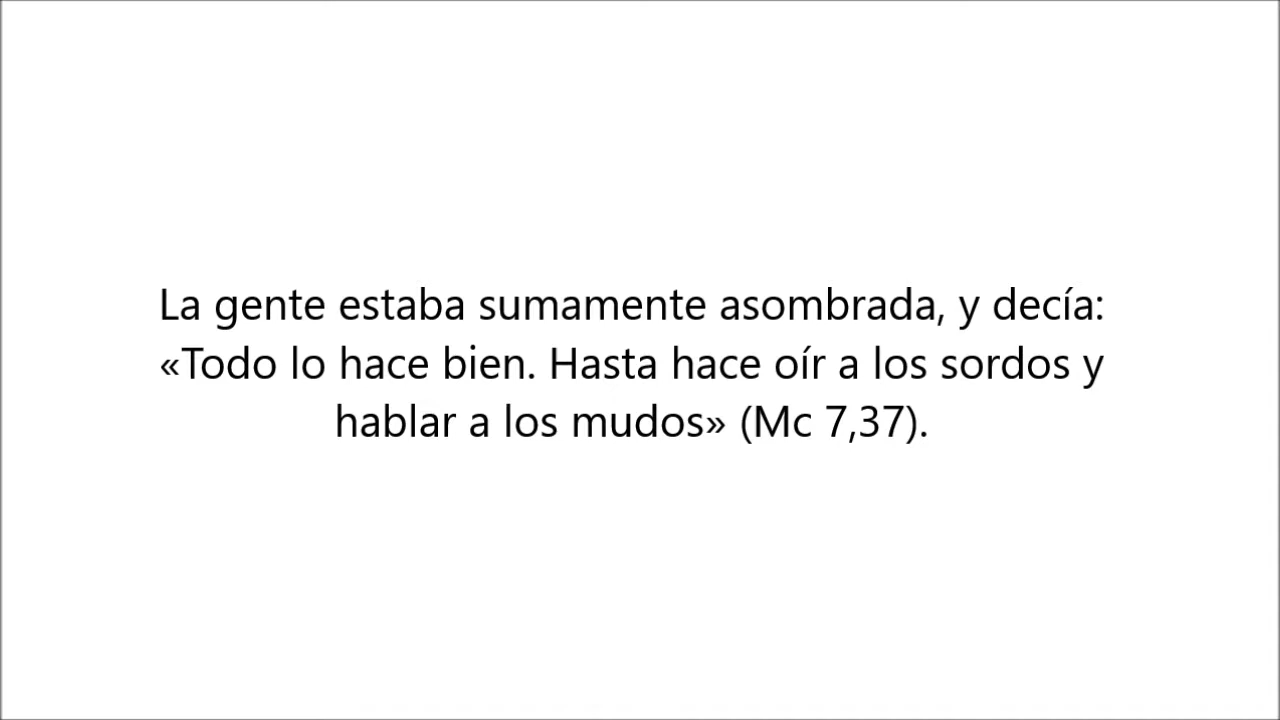 La gente estaba sumamente asombrada, y decía:
«Todo lo hace bien. Hasta hace oír a los sordos y
hablar a los mudos» (Mc 7,37).